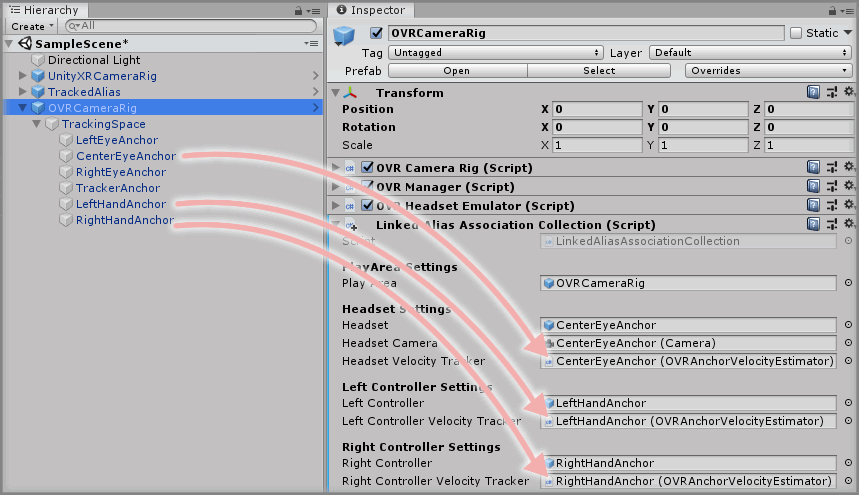 Hierarchy
Create
All
SampleScene*
Directional Light
UnityXRCameraRig
TrackedAlias
OVRCameraRig
TrackingSpace
LeftEyeAnchor
CenterEyeAnchor
RightEyeAnchor
TrackerAnchor
LeftHandAnchor
RightHandAnchor
Inspector
OVRCameraRig Static
Tag Untagged Layer Default
Prefab Open Select Overrides
Transform
Position X 0 Y 0 Z 0
Rotation X 0 Y 0 Z 0
Scale X 1 Y 1 Z 1
OVR Camera Rig (Script)
OVR Manager (Script)
OVR Headset Emulator (Script)
Linked Alias Association Collection (Script)
Script LinkedAliasAssociationCollection
PlayArea Settings
Play Area OVRCameraRig
Headset Settings
Headset CenterEyeAnchor
Headset Camera CenterEyeAnchor (Camera)
Headset Velocity Tracker CenterEyeAnchor (OVRAnchorVelocityEstimator)
Left Controller Settings
Left Controller LeftHandAnchor
Left Controller Velocity Tracker LeftHandAnchor (OVRAnchorVelocityEstimator)
Right Controller Settings
Right Controller RightHandAnchor
Right Controller Velocity Tracker RightHandAnchor (OVRAnchorVelocityEstimator)